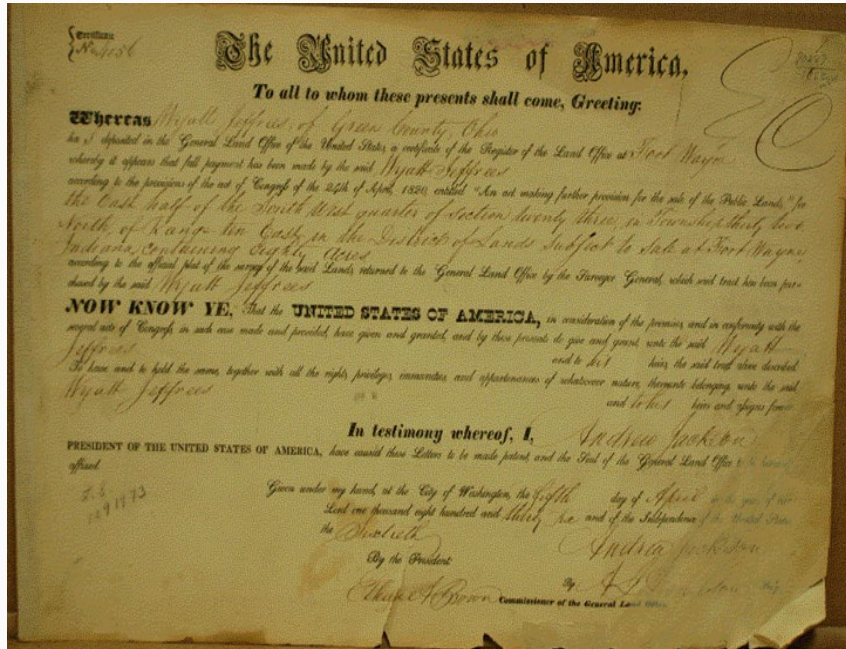 Certificate
No. 4156
The United States of America,
To all to whom these presents shall come, Greeting:
Whereas Wyatt Jeffrees, of Green County, Ohio
ha s deposited in the General Land Office of the United States, a certificate of the Register of the Land Office at Fort Wayne
whereby it appears that full payment has been made by the said Wyatt Jeffrees
according to the provisions of the act of Congress of the 24th of April, 1820, entitled "An act making further provision for the sale of the Public Lands," for
the East half of the South West quarter of section twenty three, in Township thirty two
North, of Range ten East, in the District of Lands subject to sale at Fort Wayne,
Indiana, containing Eighty Acres
according to the official plat of the survey of the said Lands, returned to the General Land Office by the Surveyor General, which said tract has been pur-
chased by the said Wyatt Jeffrees
NOW KNOW YE, That the UNITED STATES OF AMERICA, in consideration of the premises, and in conformity with the
several acts of Congress, in such case made and provided, have given and granted, and by these presents do give and grant, unto the said Wyatt
Jeffrees and to his heirs, the said tract above described
To have and to hold the same, together with all the rights, privileges, immunities, and appurtenances of whatsoever nature, thereunto belonging, unto the said
Wyatt Jeffrees and to his heirs and assigns forever
In testimony whereof, I, Andrew Jackson
PRESIDENT OF THE UNITED STATES OF AMERICA, have caused these Letters to be made patent, and the Seal of the General Land Office to be hereunto
affixed.
Given under my hand, at the City of Washington, the fifth day of April in the year of our
Lord one thousand eight hundred and thirty and of the Independence of the United States
the Sixtieth
Andrew Jackson
By the President:
By
Commissioner of the General Land Office.